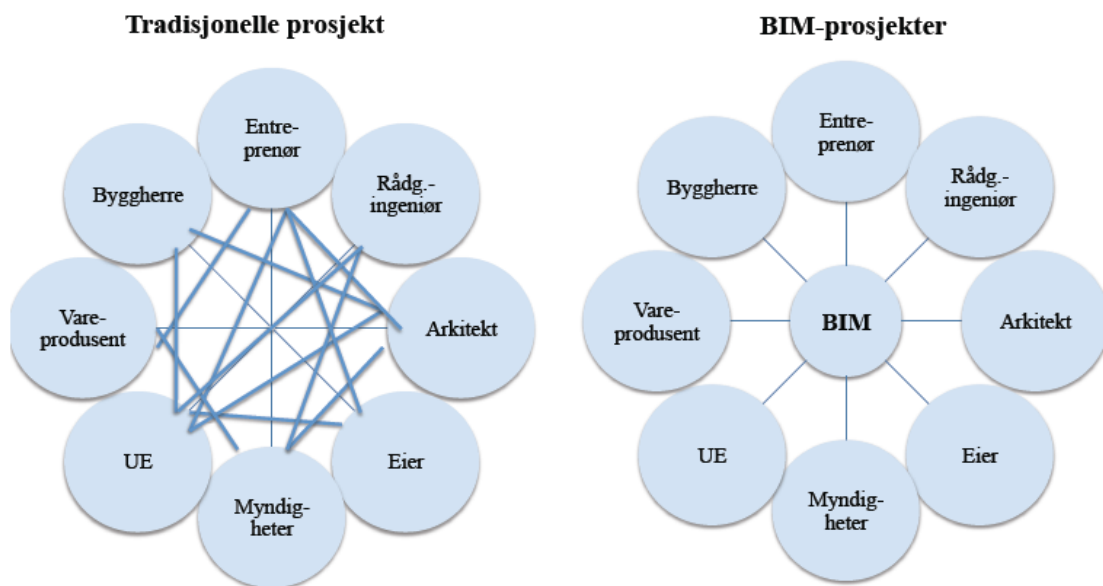 Tradisjonelle prosjekt
Entre-
prenør
Rådg.-
ingeniør
Arkitekt
Eier
Myndig-
heter
UE
Vare-
produsent
Byggherre
BIM-prosjekter
Entre-
prenør
Rådg.-
ingeniør
Arkitekt
Eier
Myndig-
heter
UE
Vare-
produsent
Byggherre
BIM